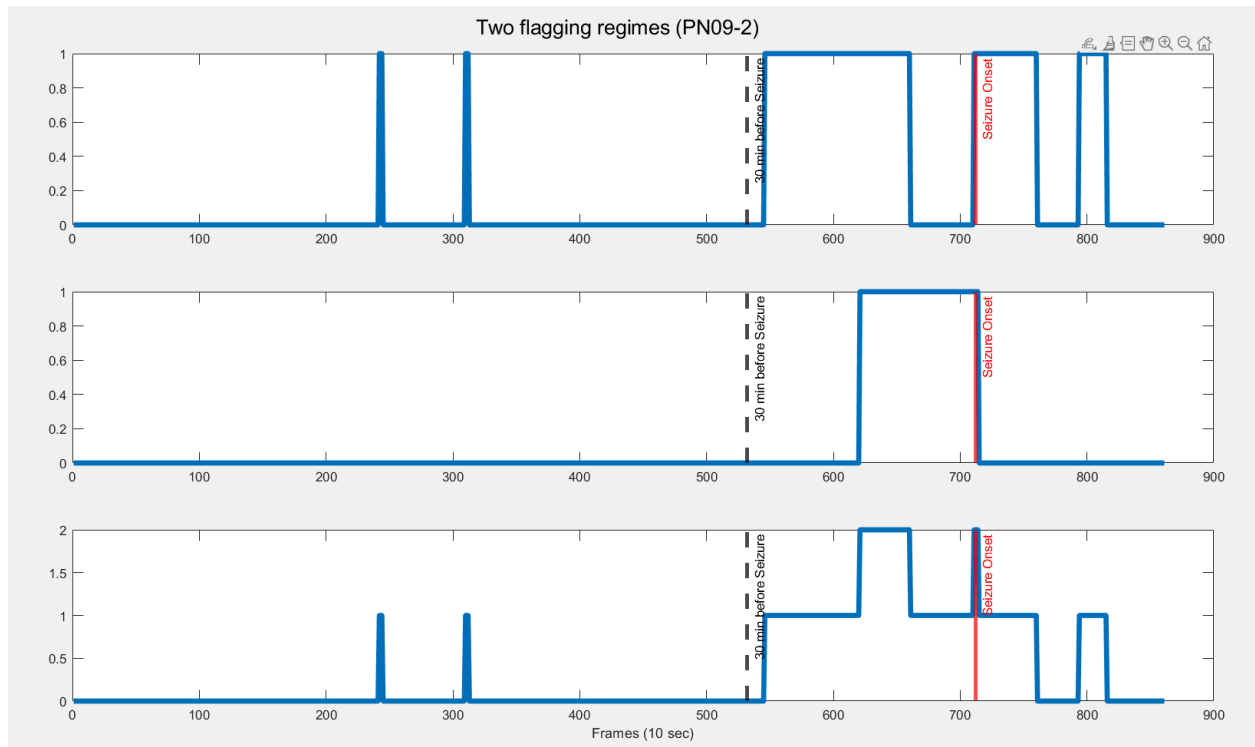 Two flagging regimes (PN09-2)
1
0.8
0.6
0.4
0.2
0
30 min before Seizure
Seizure Onset
0 100 200 300 400 500 600 700 800 900
1
0.8
0.6
0.4
0.2
0
30 min before Seizure
Seizure Onset
0 100 200 300 400 500 600 700 800 900
2
1.5
1
0.5
0
30 min before Seizure
Seizure Onset
0 100 200 300 400 500 600 700 800 900
Frames (10 sec)